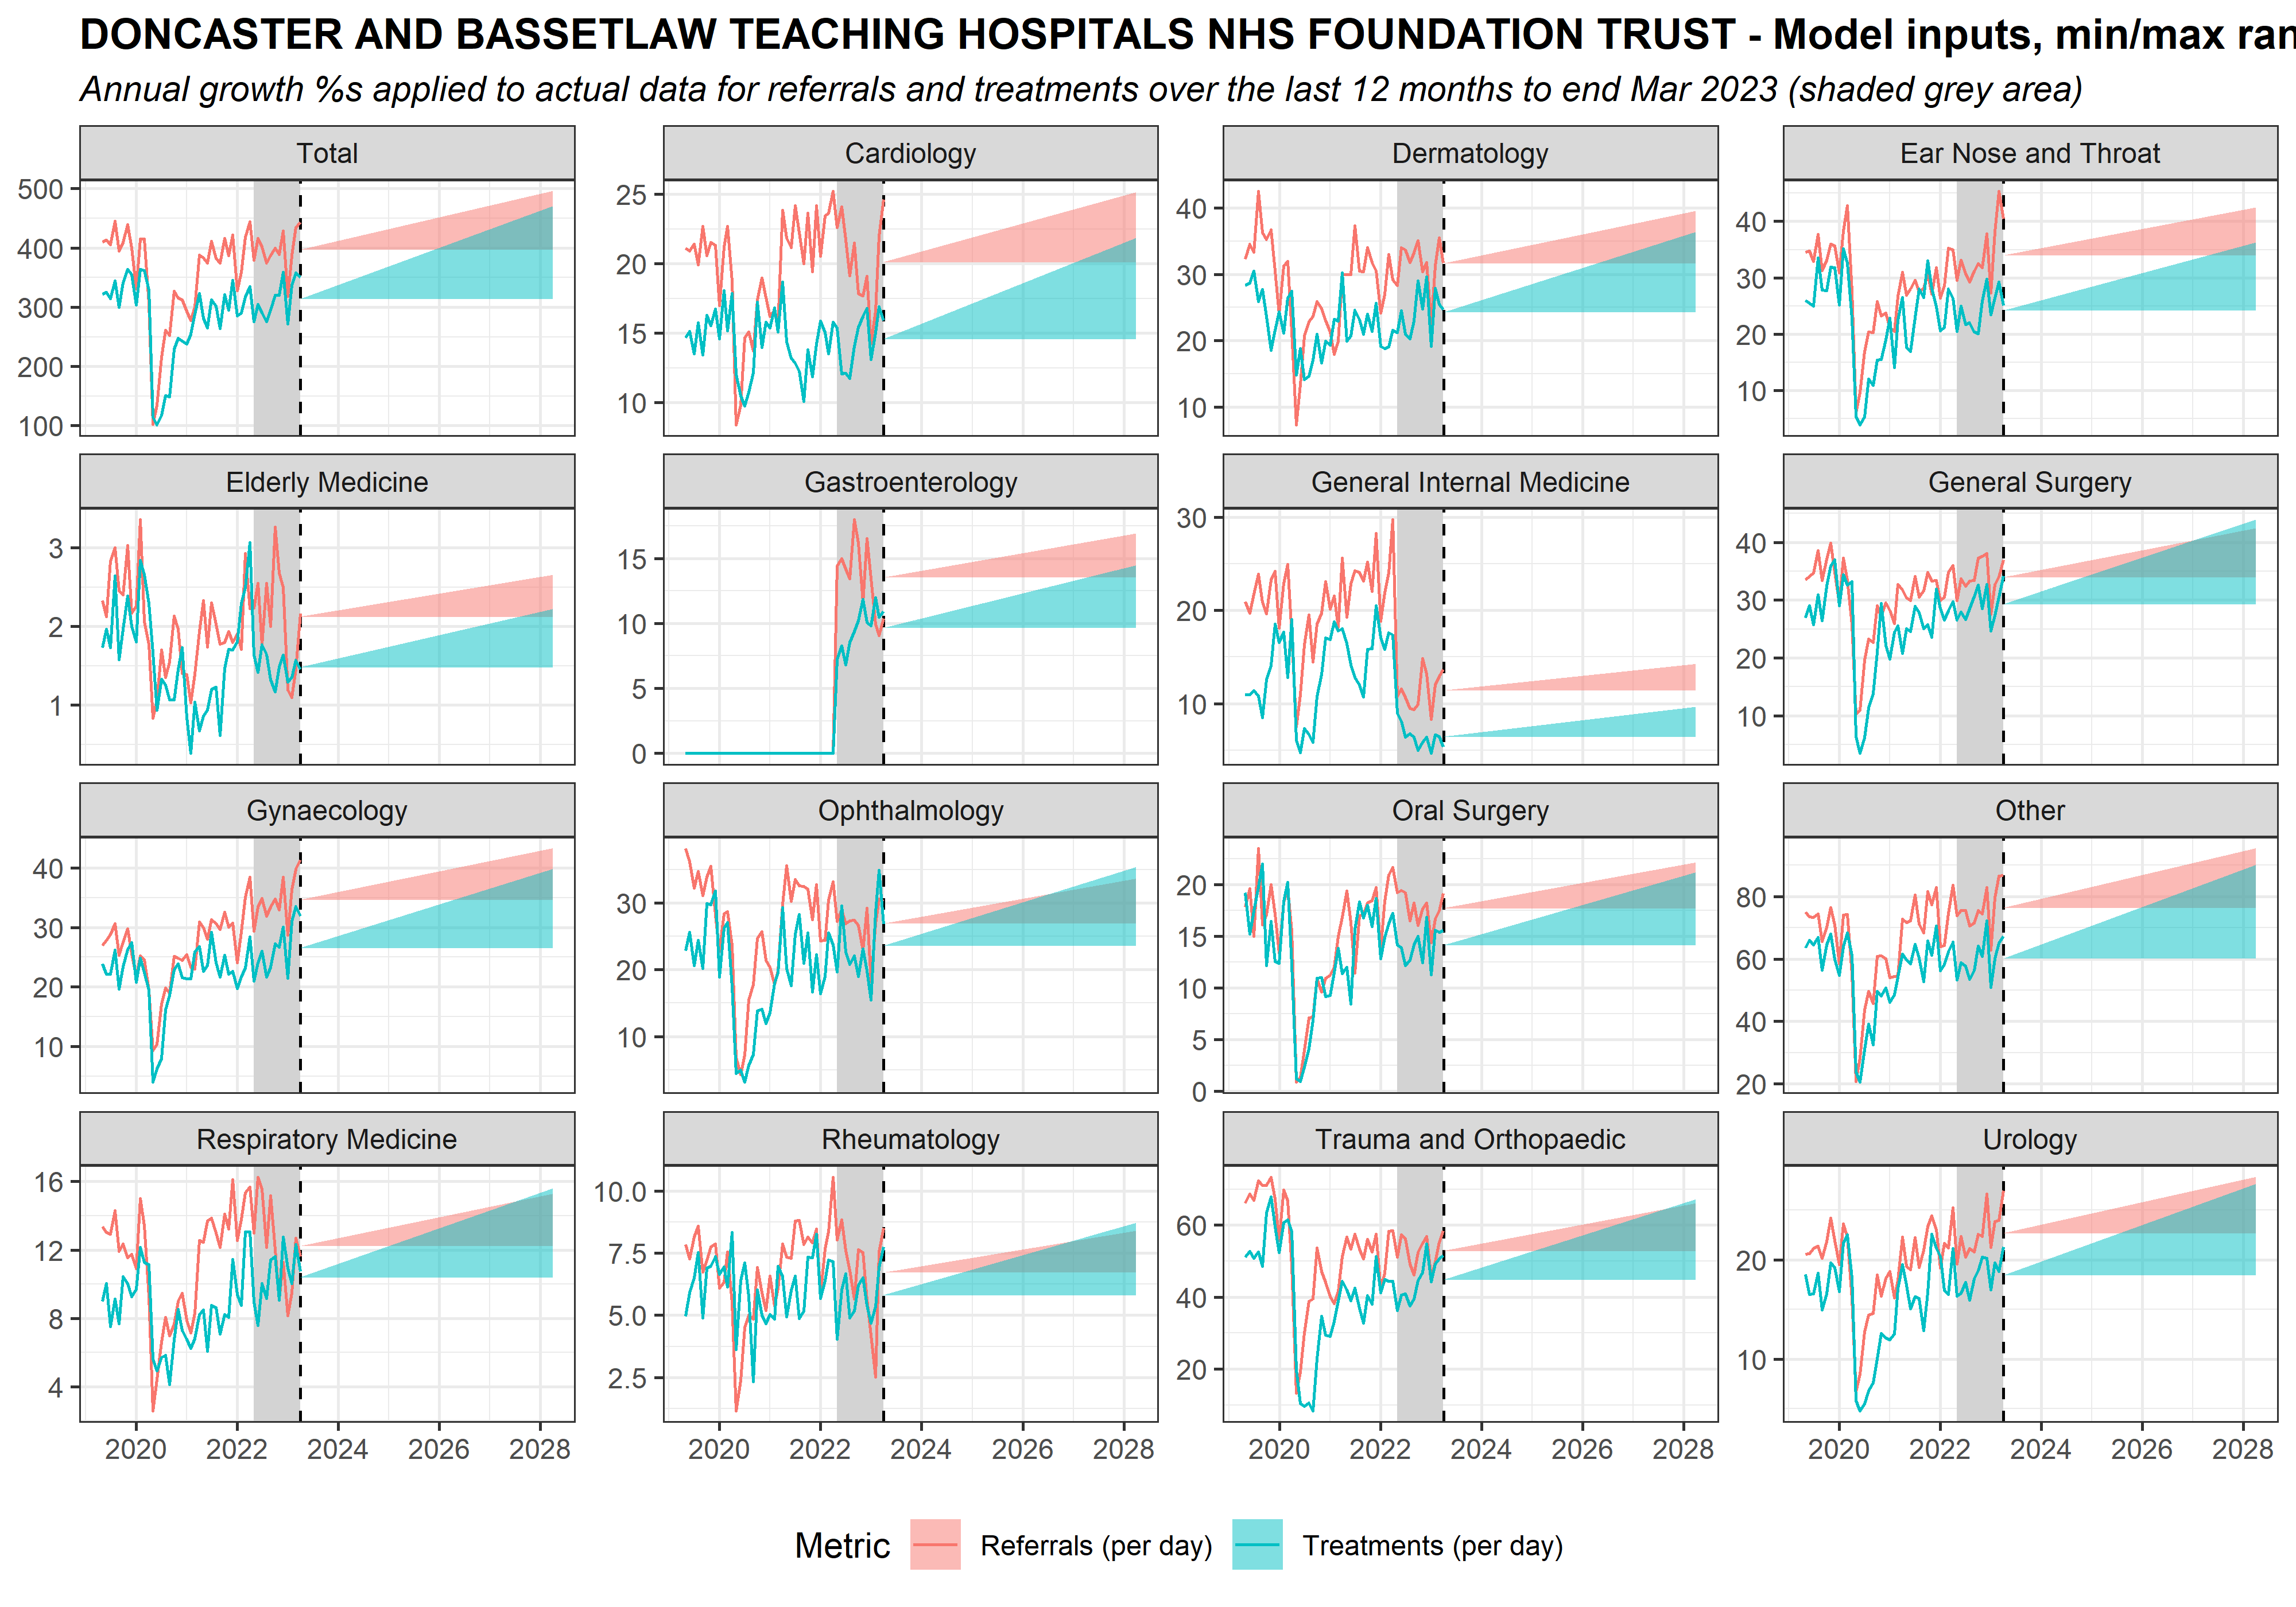 DONCASTER AND BASSETLAW TEACHING HOSPITALS NHS FOUNDATION TRUST - Model inputs, min/max ran
Annual growth %s applied to actual data for referrals and treatments over the last 12 months to end Mar 2023 (shaded grey area)
Total
500
400
300
200
100
Cardiology
25
20
15
10
Dermatology
40
30
20
10
Ear Nose and Throat
40
30
20
10
Elderly Medicine
3
2
1
Gastroenterology
15
10
5
0
General Internal Medicine
30
20
10
General Surgery
40
30
20
10
Gynaecology
40
30
20
10
Ophthalmology
30
20
10
Oral Surgery
20
15
10
5
0
Other
80
60
40
20
Respiratory Medicine
16
12
8
4
2020 2022 2024 2026 2028
Rheumatology
10.0
7.5
5.0
2.5
2020 2022 2024 2026 2028
Trauma and Orthopaedic
60
40
20
2020 2022 2024 2026 2028
Urology
20
10
2020 2022 2024 2026 2028
Metric Referrals (per day) Treatments (per day)